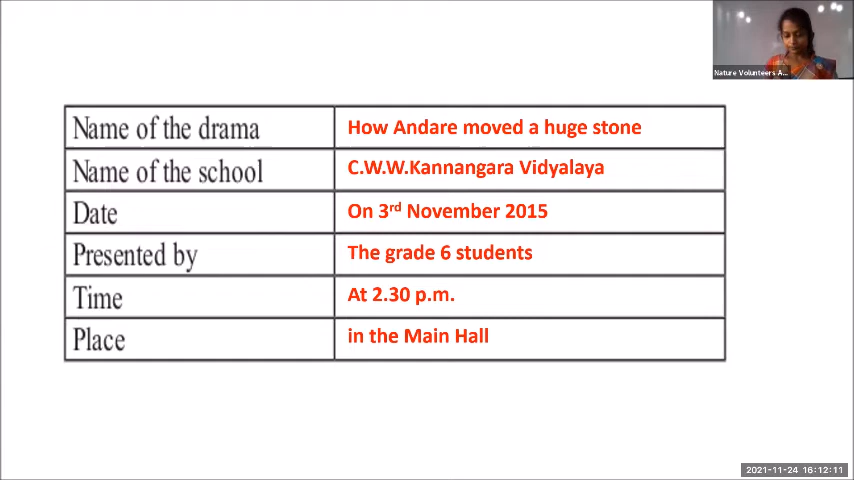 Nature Volunteers A...
Name of the drama How Andare moved a huge stone
Name of the school C.W.W.Kannangara Vidyalaya
Date On 3rd November 2015
Presented by The grade 6 students
Time At 2.30 p.m.
Place in the Main Hall
2021-11-24 16:12:11